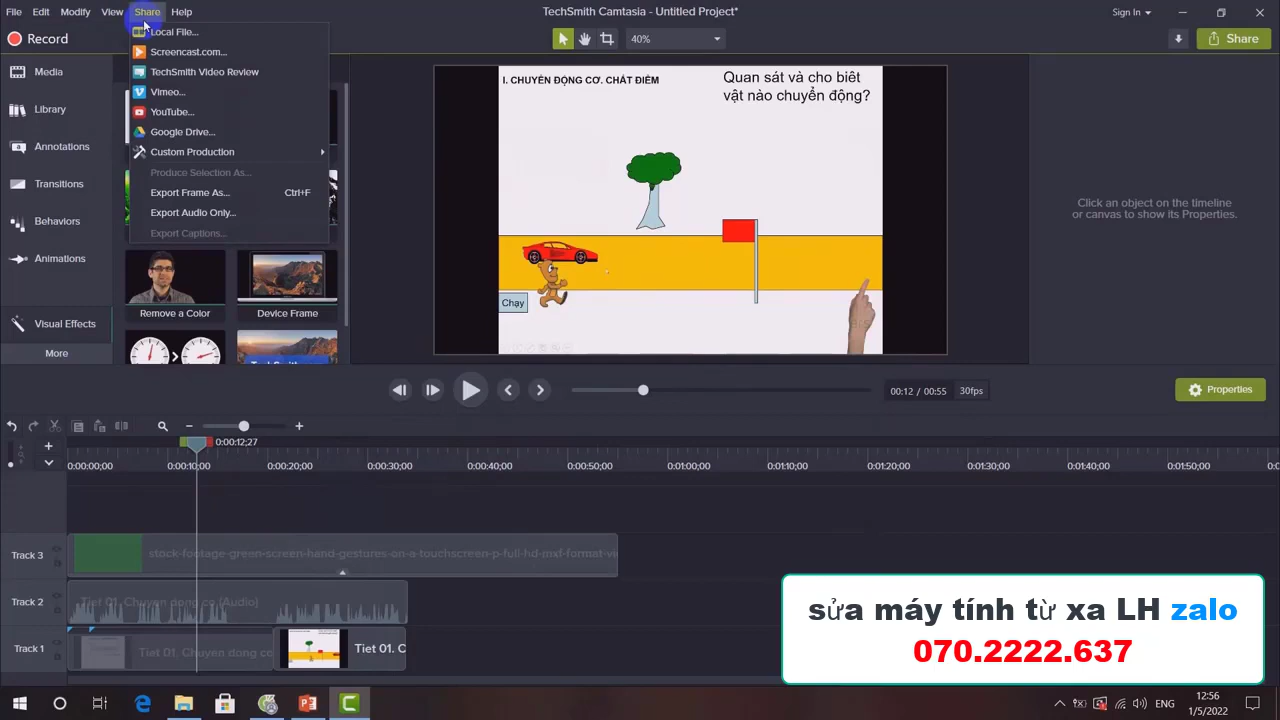 File Edit Modify View Share Help
TechSmith Camtasia - Untitled Project*
Sign In
Record
40%
Share
Local File...
Screencast.com...
TechSmith Video Review
Vimeo...
YouTube...
Google Drive...
Custom Production
Produce Selection As...
Export Frame As... Ctrl+F
Export Audio Only...
Export Captions...
Media
Library
Annotations
Transitions
Behaviors
Animations
Visual Effects
More
Remove a Color
Device Frame
I. CHUYỂN ĐỘNG CƠ. CHẤT ĐIỂM
Quan sát và cho biêt
vật nào chuyển động?
Chạy
Click an object on the timeline
or canvas to show its Properties.
00:12 / 00:55 30fps
Properties
0:00:12;27
0:00:00;00 0:00:10;00 0:00:20;00 0:00:30;00 0:00:40;00 0:00:50;00 0:01:00;00 0:01:10;00 0:01:20;00 0:01:30;00 0:01:40;00 0:01:50;00
Track 3
stock-footage-green-screen-hand-gestures-on-a-touchscreen-p-full-hd-mxf-format-vi
Track 2
Tiet 01. Chuyen dong co (Audio)
Track 1
Tiet 01. Chuyen dong co
Tiet 01. C
sửa máy tính từ xa LH zalo
070.2222.637
ENG
12:56
1/5/2022